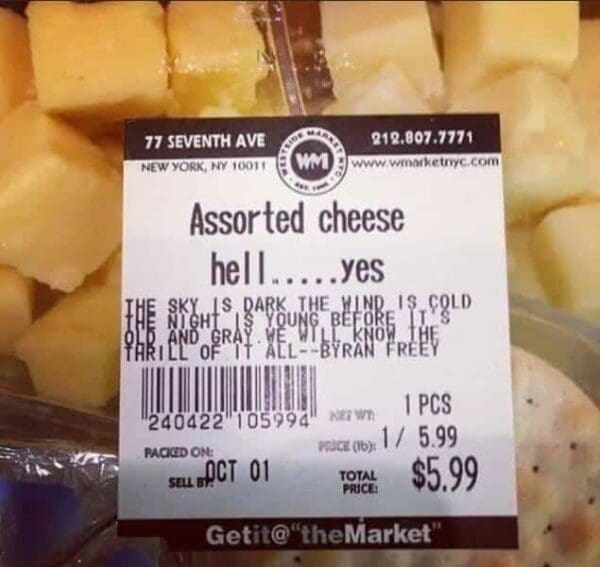 77 SEVENTH AVE
212.807.7771
NEW YORK, NY 10011
WESTSIDE MARKET NYC
WM
www.wmarketnyc.com
Assorted cheese
hell.....yes
THE SKY IS DARK THE WIND IS COLD
THE NIGHT IS YOUNG BEFORE IT'S
OLD AND GRAY.WE WILL KNOW THE
THRILL OF IT ALL--BYRAN FREEY
240422 105994
NET WT: 1 PCS
PRICE (lb): 1/ 5.99
PACKED ON:
SELL BY: OCT 01
TOTAL PRICE: $5.99
Getit@"theMarket"